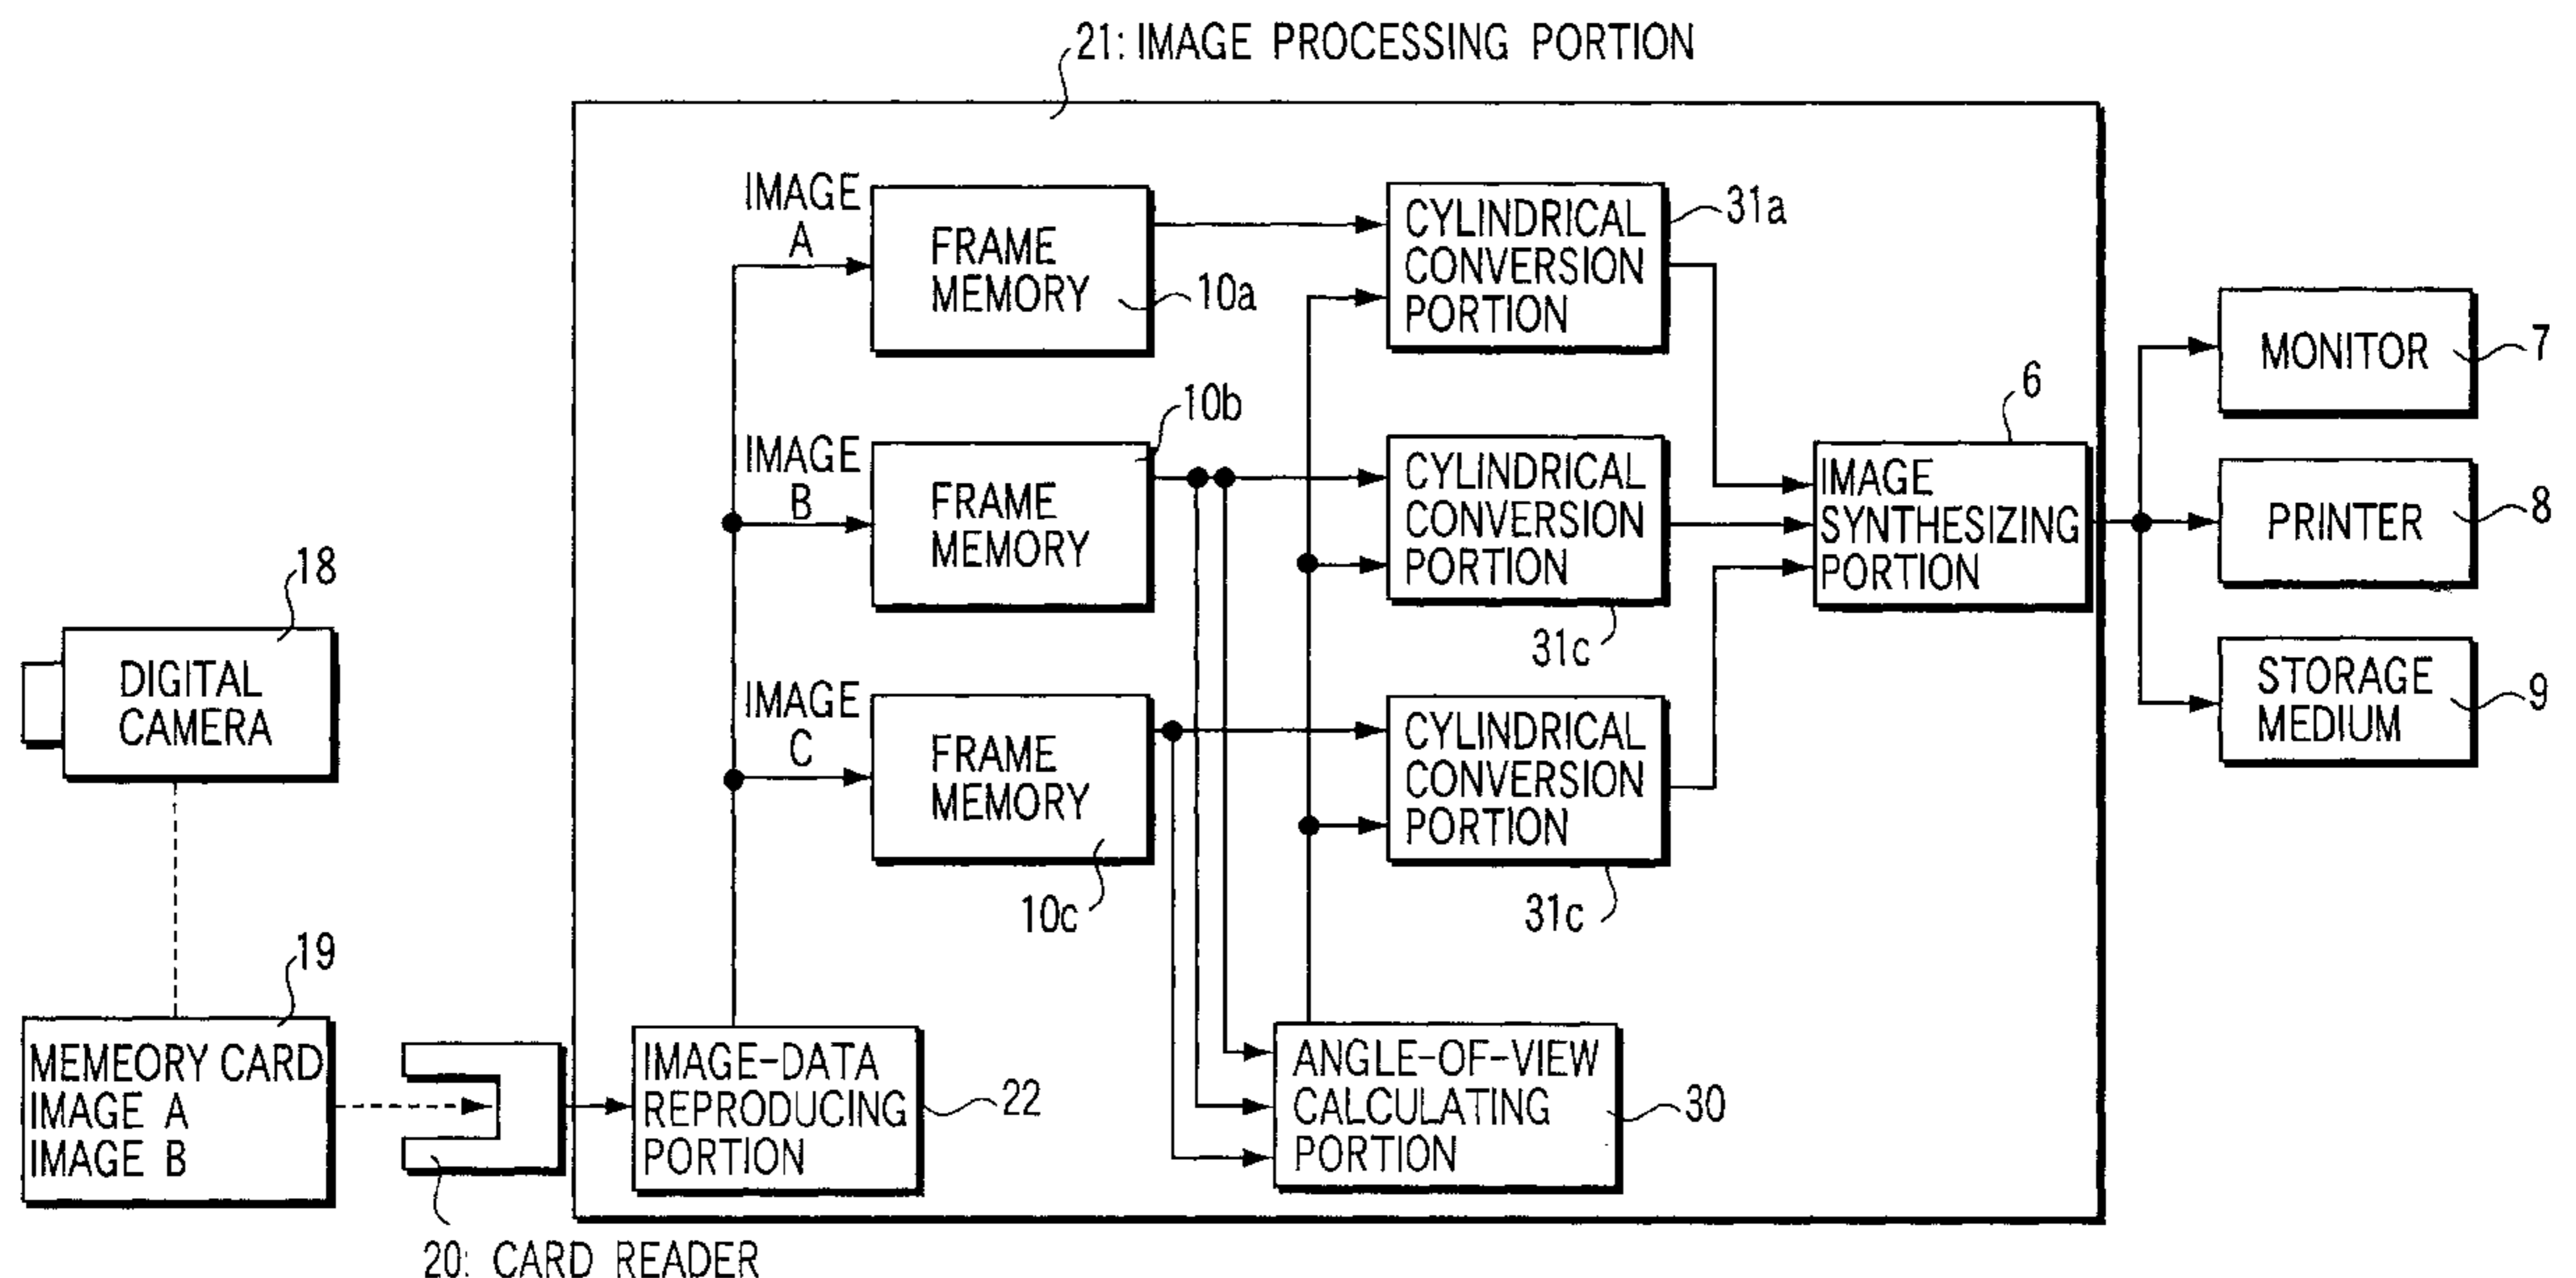 21: IMAGE PROCESSING PORTION
IMAGE
A
FRAME
MEMORY
10a
CYLINDRICAL
CONVERSION
PORTION
31a
IMAGE
B
FRAME
MEMORY
10b
CYLINDRICAL
CONVERSION
PORTION
31c
IMAGE
C
FRAME
MEMORY
10c
CYLINDRICAL
CONVERSION
PORTION
31c
6
IMAGE
SYNTHESIZING
PORTION
MONITOR
7
PRINTER
8
STORAGE
MEDIUM
9
18
DIGITAL
CAMERA
19
MEMEORY CARD
IMAGE A
IMAGE B
20: CARD READER
IMAGE-DATA
REPRODUCING
PORTION
22
ANGLE-OF-VIEW
CALCULATING
PORTION
30